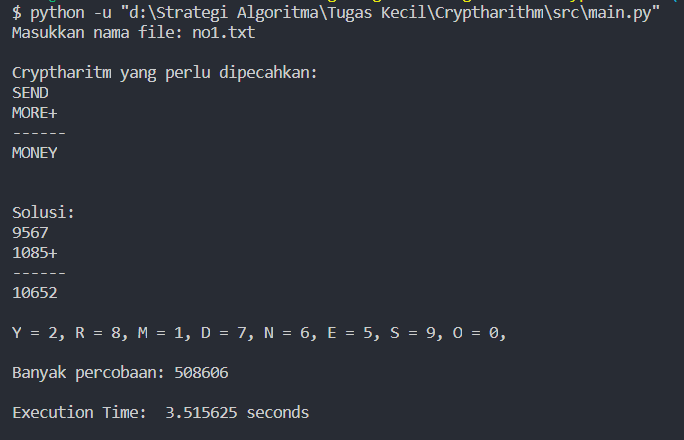 $ python -u "d:\Strategi Algoritma\Tugas Kecil\Cryptharithm\src\main.py"
Masukkan nama file: no1.txt
Cryptharitm yang perlu dipecahkan:
SEND
MORE+
------
MONEY
Solusi:
9567
1085+
------
10652
Y = 2, R = 8, M = 1, D = 7, N = 6, E = 5, S = 9, O = 0,
Banyak percobaan: 508606
Execution Time:  3.515625 seconds